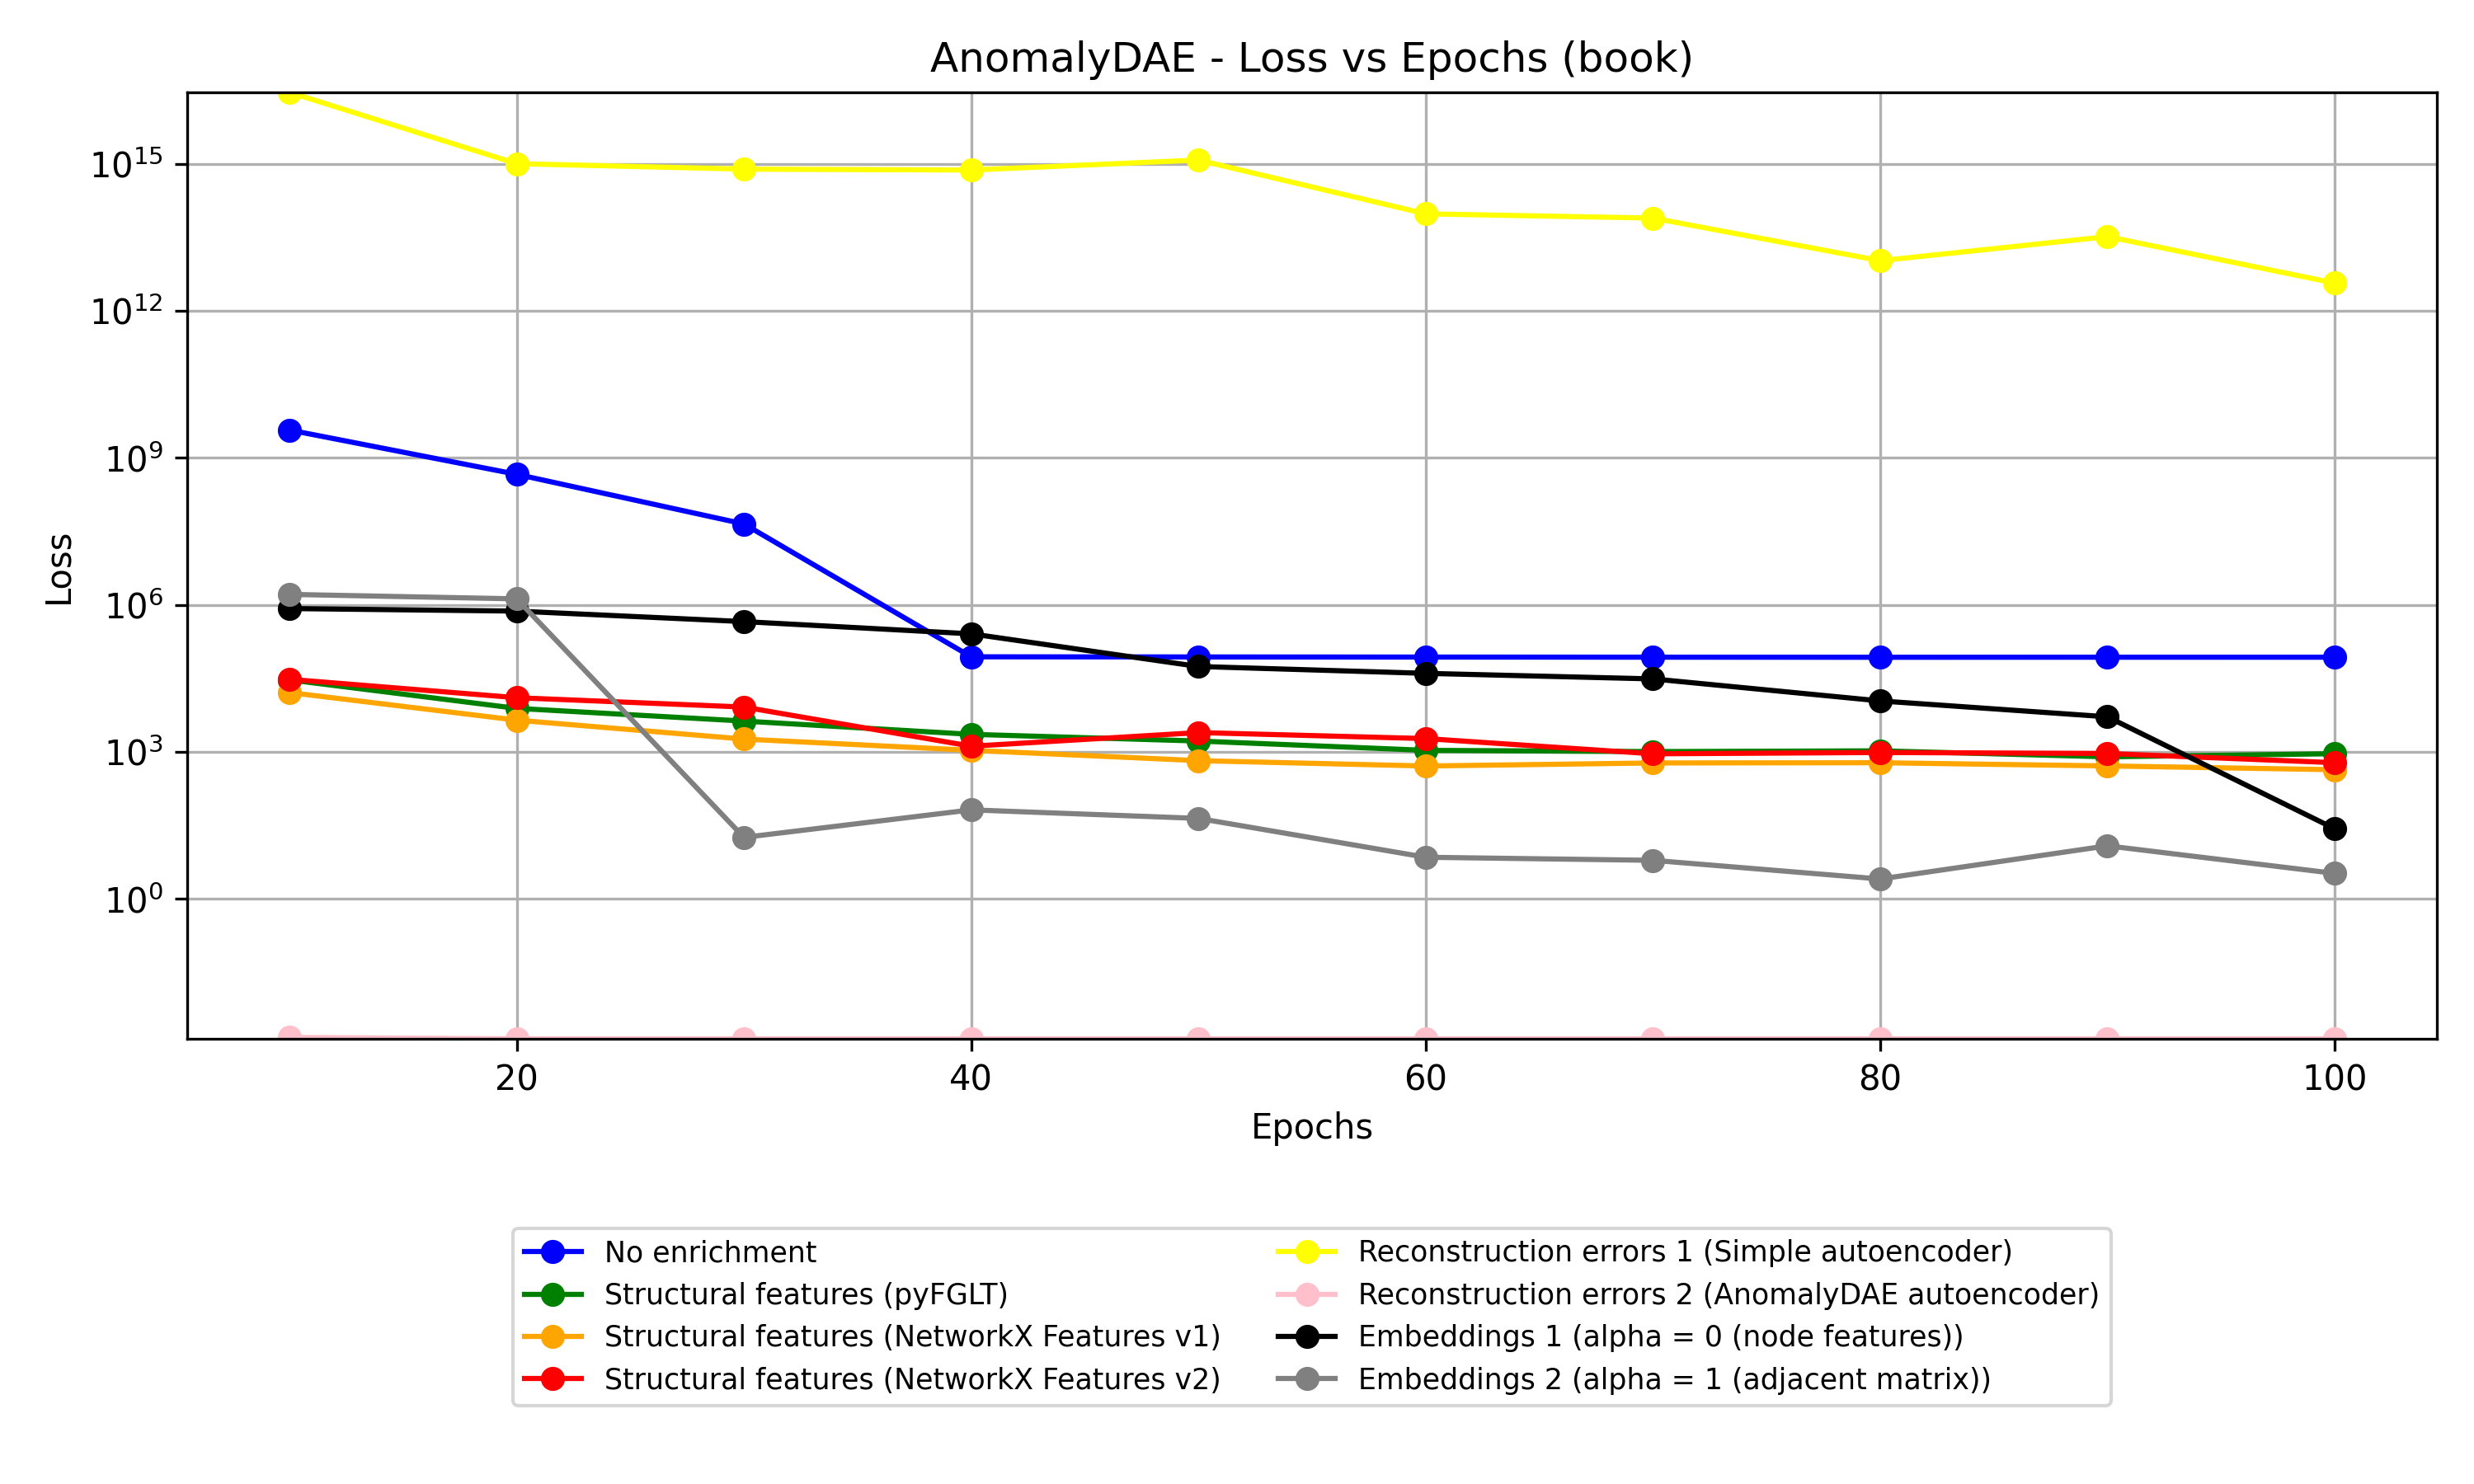 AnomalyDAE - Loss vs Epochs (book)
Loss
10^15
10^12
10^9
10^6
10^3
10^0
20 40 60 80 100
Epochs
No enrichment
Structural features (pyFGLT)
Structural features (NetworkX Features v1)
Structural features (NetworkX Features v2)
Reconstruction errors 1 (Simple autoencoder)
Reconstruction errors 2 (AnomalyDAE autoencoder)
Embeddings 1 (alpha = 0 (node features))
Embeddings 2 (alpha = 1 (adjacent matrix))